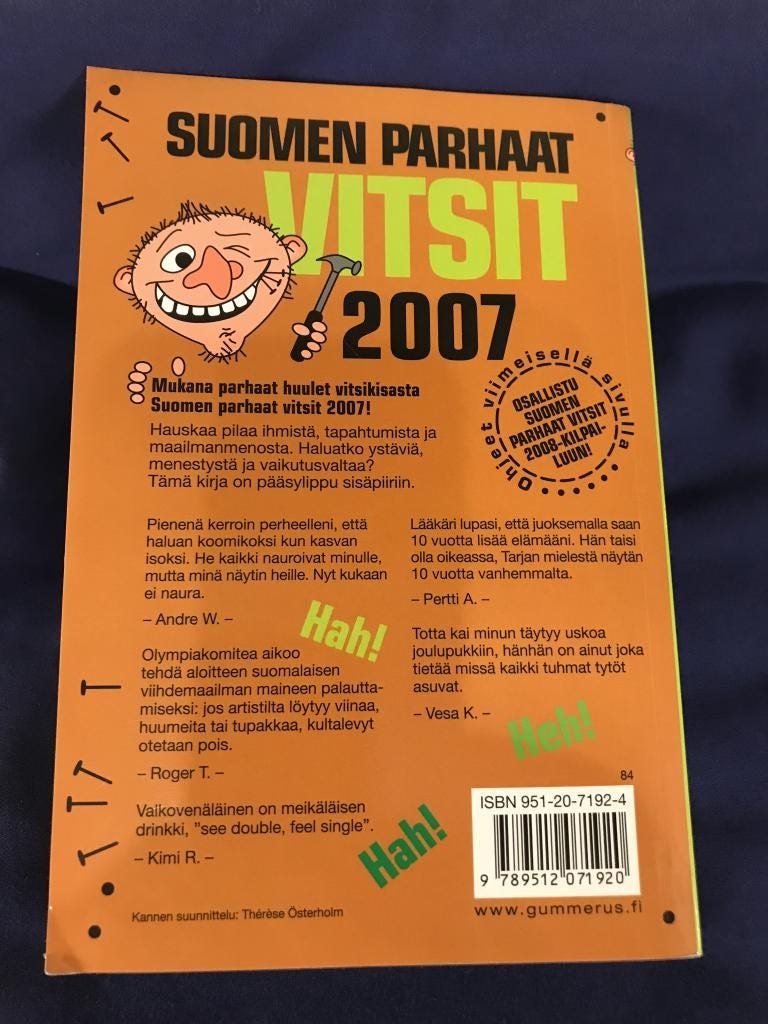 SUOMEN PARHAAT
VITSIT
2007
Mukana parhaat huulet vitsikisasta
Suomen parhaat vitsit 2007!
Hauskaa pilaa ihmistä, tapahtumista ja
maailmanmenosta. Haluatko ystäviä,
menestystä ja vaikutusvaltaa?
Tämä kirja on pääsylippu sisäpiiriin.
Ohjeet viimeisellä sivulla
OSALLISTU
SUOMEN
PARHAAT VITSIT
2008-KILPAI-
LUUN!
Pienenä kerroin perheelleni, että
haluan koomikoksi kun kasvan
isoksi. He kaikki nauroivat minulle,
mutta minä näytin heille. Nyt kukaan
ei naura.
– Andre W. –
Hah!
Olympiakomitea aikoo
tehdä aloitteen suomalaisen
viihdemaailman maineen palautta-
miseksi: jos artistilta löytyy viinaa,
huumeita tai tupakkaa, kultalevyt
otetaan pois.
– Roger T. –
Vaikovenäläinen on meikäläisen
drinkki, ”see double, feel single”.
– Kimi R. –
Hah!
Kannen suunnittelu: Thérèse Österholm
Lääkäri lupasi, että juoksemalla saan
10 vuotta lisää elämääni. Hän taisi
olla oikeassa, Tarjan mielestä näytän
10 vuotta vanhemmalta.
– Pertti A. –
Totta kai minun täytyy uskoa
joulupukkiin, hänhän on ainut joka
tietää missä kaikki tuhmat tytöt
asuvat.
– Vesa K. –
Heh!
84
ISBN 951-20-7192-4
9 789512 071920
www.gummerus.fi